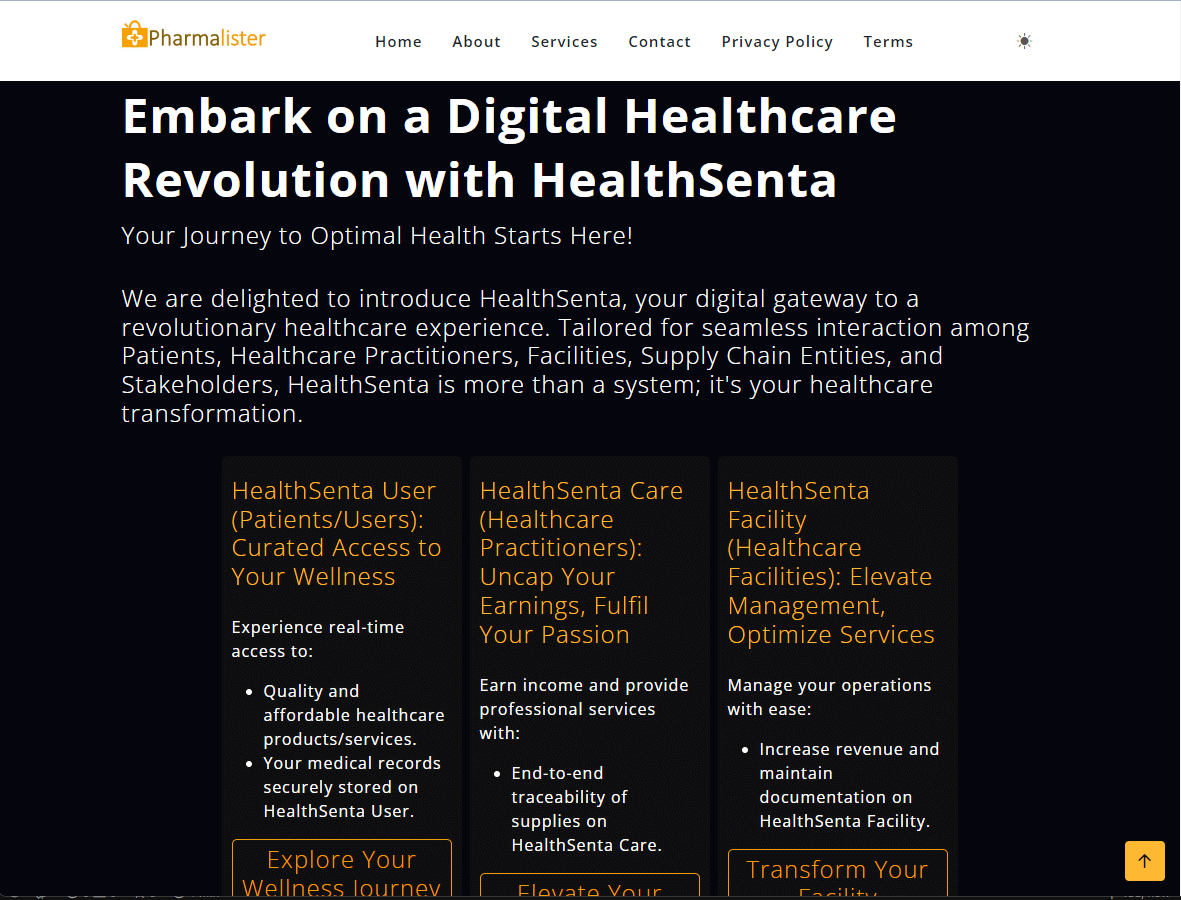 Pharmalister
Home About Services Contact Privacy Policy Terms
Embark on a Digital Healthcare
Revolution with HealthSenta
Your Journey to Optimal Health Starts Here!
We are delighted to introduce HealthSenta, your digital gateway to a
revolutionary healthcare experience. Tailored for seamless interaction among
Patients, Healthcare Practitioners, Facilities, Supply Chain Entities, and
Stakeholders, HealthSenta is more than a system; it's your healthcare
transformation.
HealthSenta User
(Patients/Users):
Curated Access to
Your Wellness
Experience real-time
access to:
• Quality and
affordable healthcare
products/services.
• Your medical records
securely stored on
HealthSenta User.
Explore Your
Wellness Journey
HealthSenta Care
(Healthcare
Practitioners):
Uncap Your
Earnings, Fulfil
Your Passion
Earn income and provide
professional services
with:
• End-to-end
traceability of
supplies on
HealthSenta Care.
Elevate Your
HealthSenta
Facility
(Healthcare
Facilities): Elevate
Management,
Optimize Services
Manage your operations
with ease:
• Increase revenue and
maintain
documentation on
HealthSenta Facility.
Transform Your
Facility